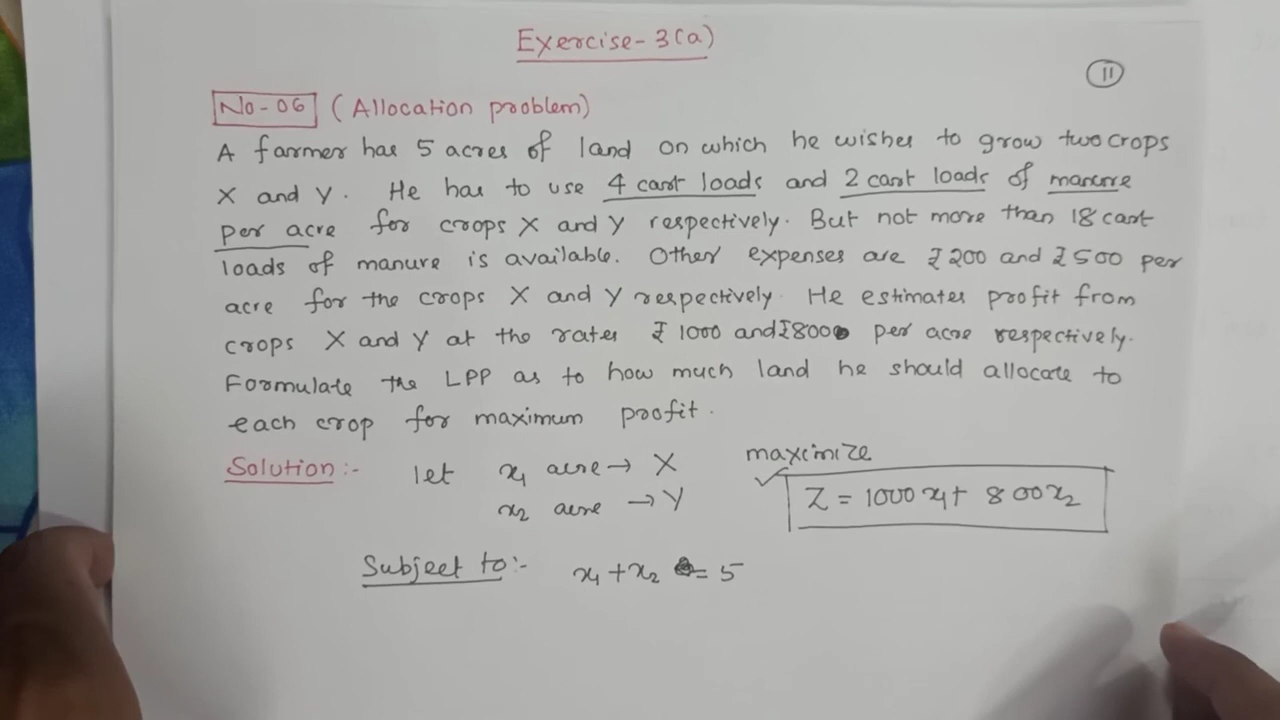 Exercise-3(a)
11
No-06 (Allocation problem)
A farmer has 5 acres of land on which he wishes to grow two crops
X and Y. He has to use 4 cart loads and 2 cart loads of manure
per acre for crops X and Y respectively. But not more than 18 cart
loads of manure is available. Other expenses are ₹200 and ₹500 per
acre for the crops X and Y respectively. He estimates profit from
crops X and Y at the rates ₹1000 and ₹800 per acre respectively.
Formulate the LPP as to how much land he should allocate to
each crop for maximum profit.
Solution:- let x₁ acre → X
x₂ acre → Y
maximize
Z = 1000x₁ + 800x₂
Subject to:- x₁ + x₂ = 5